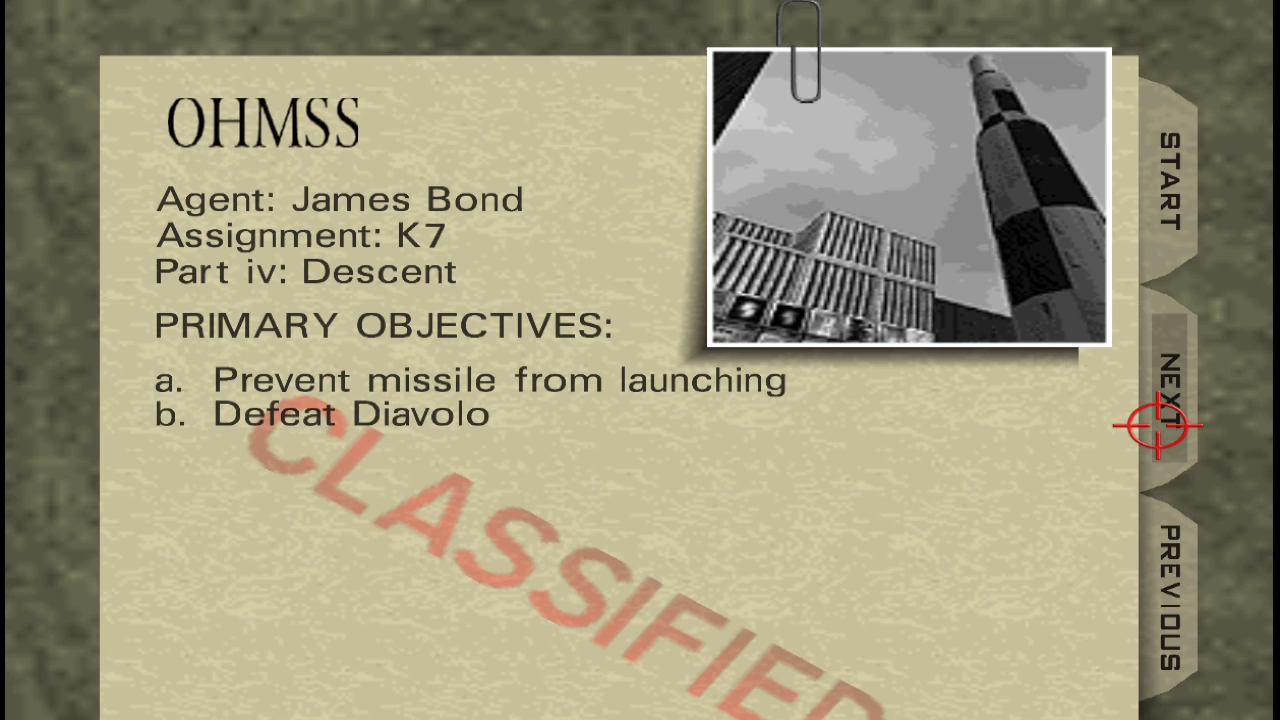 OHMSS
Agent: James Bond
Assignment: K7
Part iv: Descent
PRIMARY OBJECTIVES:
a. Prevent missile from launching
b. Defeat Diavolo
CLASSIFIED
START
NEXT
PREVIOUS